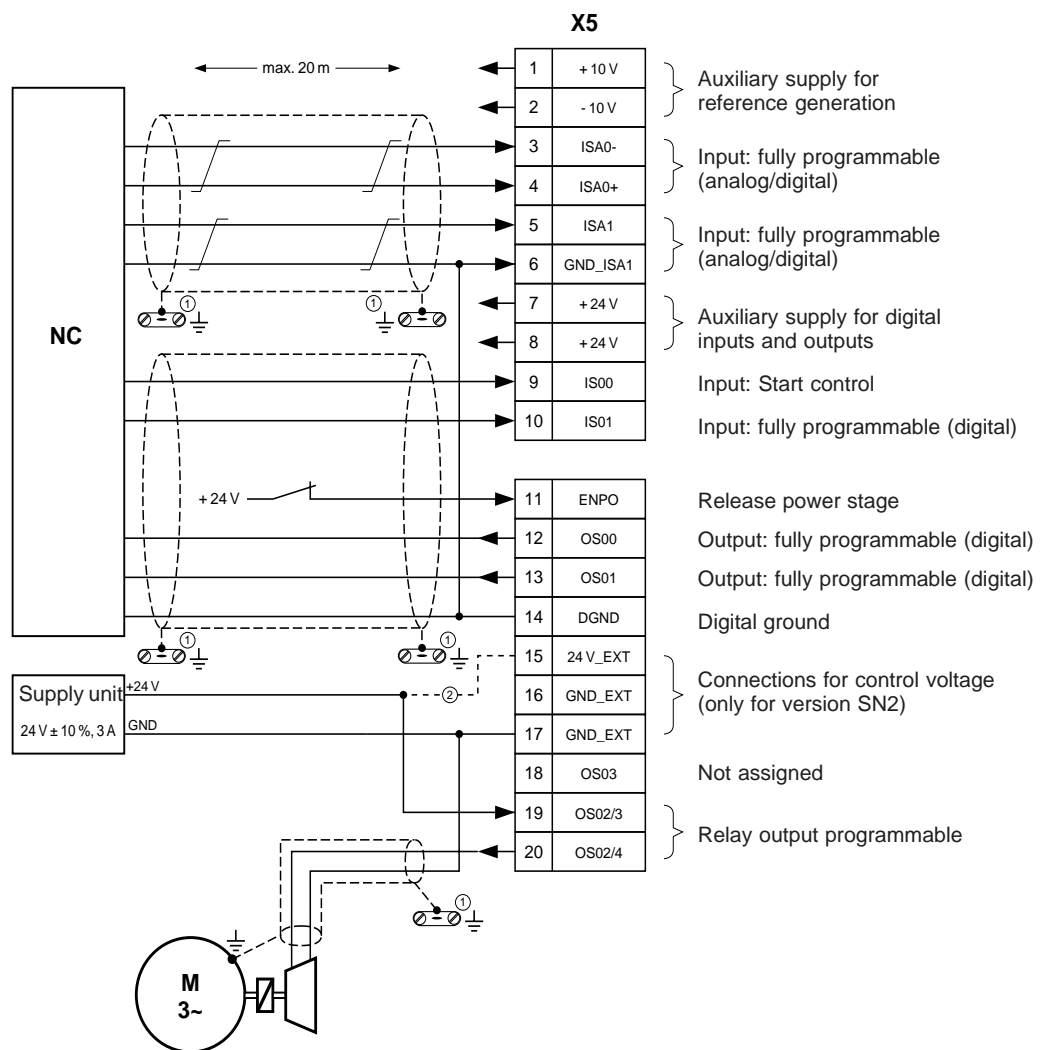 X5
max. 20 m
1 + 10 V
2 - 10 V
Auxiliary supply for
reference generation
3 ISA0-
4 ISA0+
Input: fully programmable
(analog/digital)
5 ISA1
6 GND_ISA1
Input: fully programmable
(analog/digital)
1
1
7 + 24 V
8 + 24 V
Auxiliary supply for digital
inputs and outputs
NC
9 IS00 Input: Start control
10 IS01 Input: fully programmable (digital)
+ 24 V
11 ENPO Release power stage
12 OS00 Output: fully programmable (digital)
13 OS01 Output: fully programmable (digital)
14 DGND Digital ground
1
1
15 24 V_EXT
16 GND_EXT
17 GND_EXT
Connections for control voltage
(only for version SN2)
Supply unit
24 V ± 10 %, 3 A
+24 V
2
GND
18 OS03 Not assigned
19 OS02/3
20 OS02/4
Relay output programmable
1
M
3~